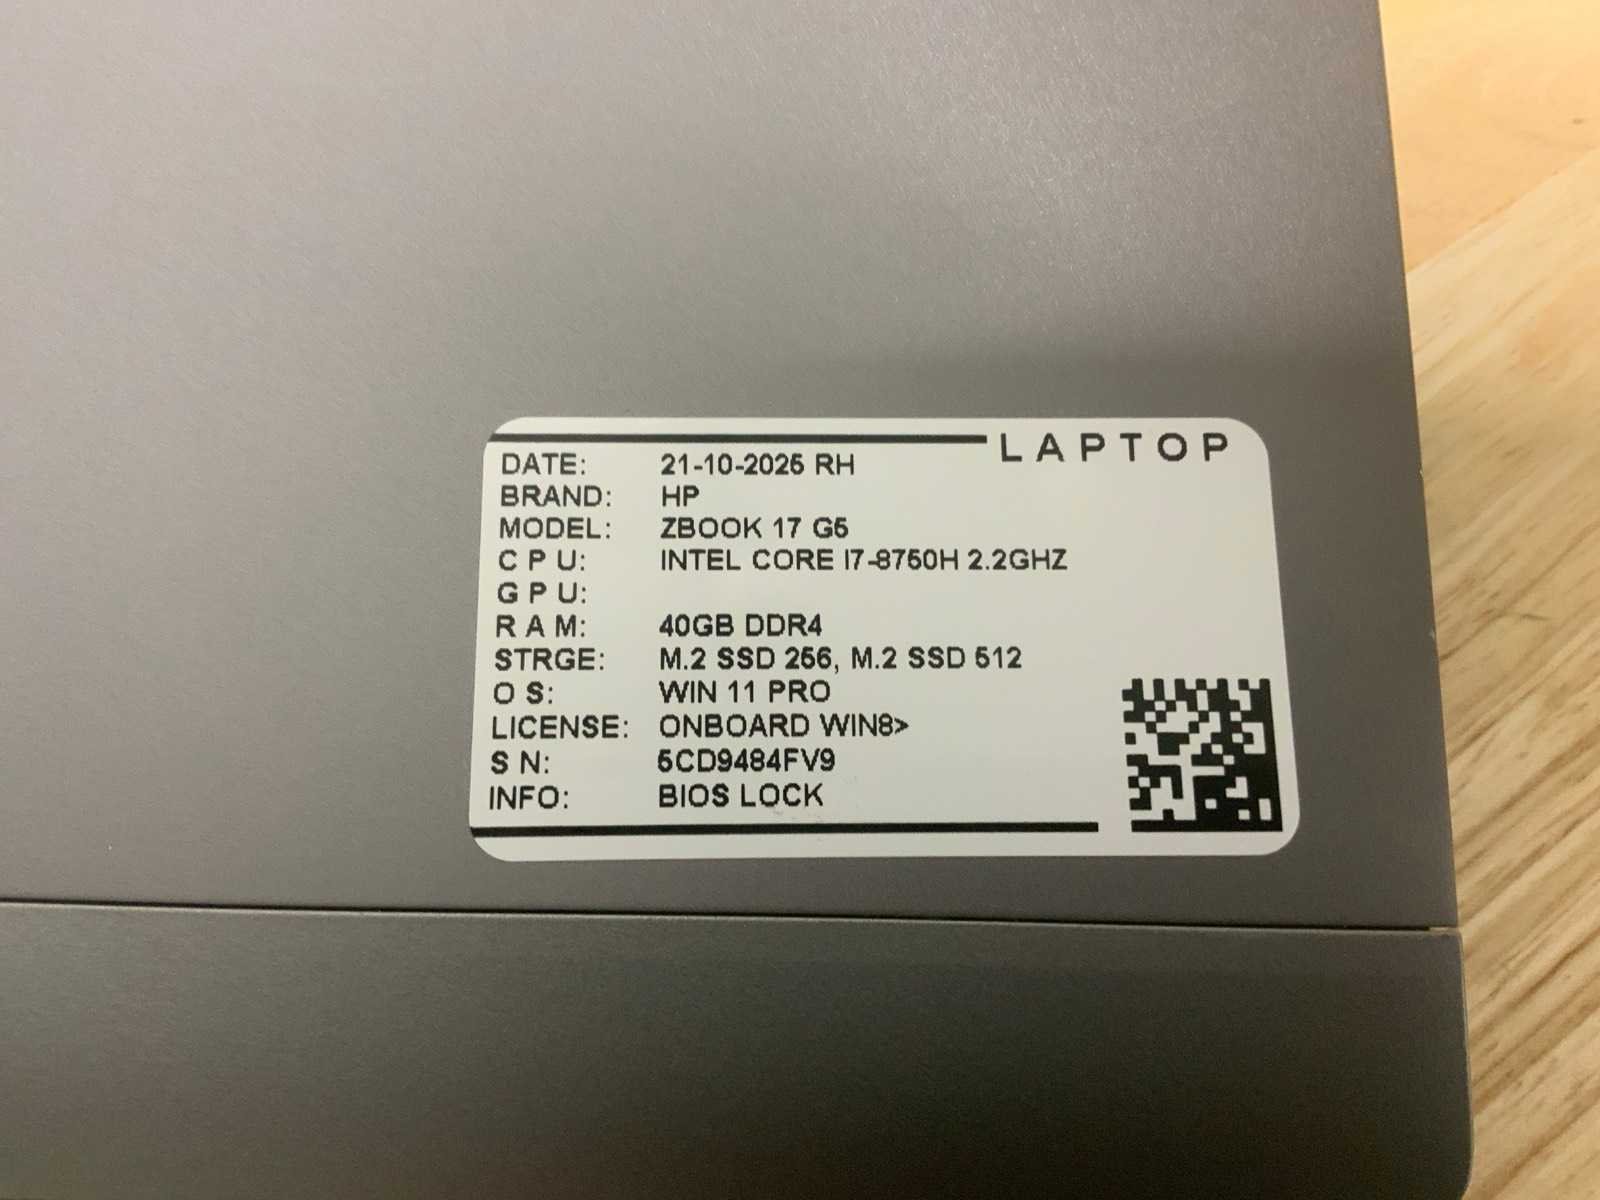 LAPTOP
DATE: 21-10-2025 RH
BRAND: HP
MODEL: ZBOOK 17 G5
C P U: INTEL CORE I7-8750H 2.2GHZ
G P U:
R A M: 40GB DDR4
STRGE: M.2 SSD 256, M.2 SSD 512
O S: WIN 11 PRO
LICENSE: ONBOARD WIN8>
S N: 5CD9484FV9
INFO: BIOS LOCK